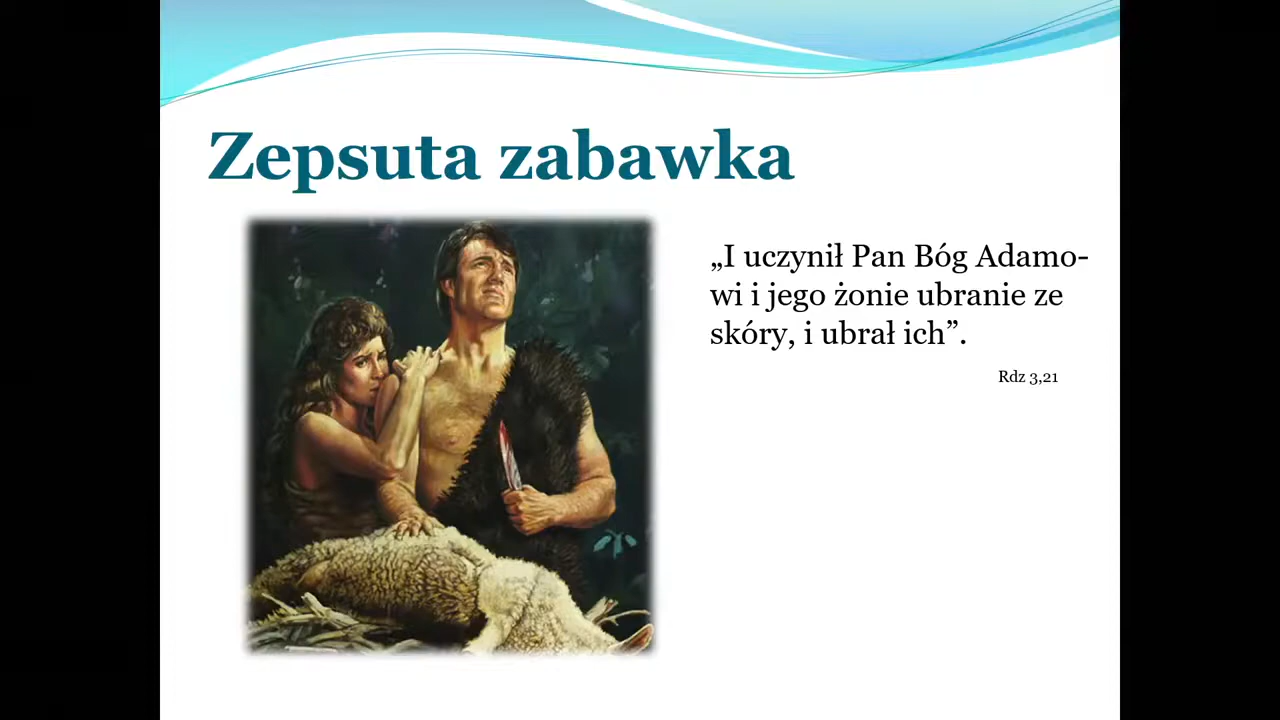 Zepsuta zabawka
„I uczynił Pan Bóg Adamo-
wi i jego żonie ubranie ze
skóry, i ubrał ich”.
Rdz 3,21